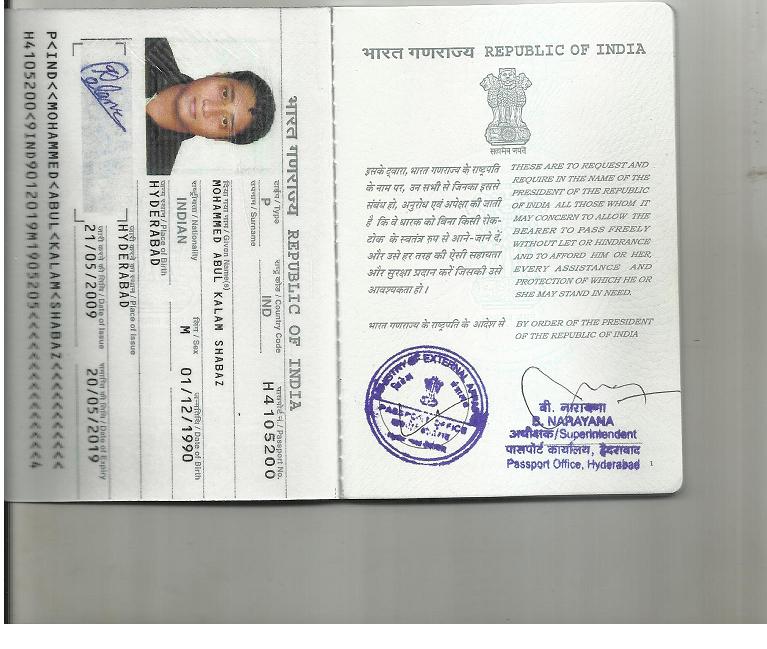 भारत गणराज्य REPUBLIC OF INDIA
सत्यमेव जयते
इसके द्वारा, भारत गणराज्य के राष्ट्रपति
के नाम पर, उन सभी से जिनका इससे
संबंध हो, अनुरोध एवं अपेक्षा की जाती
है कि वे धारक को बिना किसी रोक-
टोक के स्वतंत्र रुप से आने-जाने दें,
और उसे हर तरह की ऐसी सहायता
और सुरक्षा प्रदान करें जिसकी उसे
आवश्यकता हो।
THESE ARE TO REQUEST AND
REQUIRE IN THE NAME OF THE
PRESIDENT OF THE REPUBLIC
OF INDIA ALL THOSE WHOM IT
MAY CONCERN TO ALLOW THE
BEARER TO PASS FREELY
WITHOUT LET OR HINDRANCE
AND TO AFFORD HIM OR HER,
EVERY ASSISTANCE AND
PROTECTION OF WHICH HE OR
SHE MAY STAND IN NEED.
भारत गणराज्य के राष्ट्रपति के आदेश से
BY ORDER OF THE PRESIDENT
OF THE REPUBLIC OF INDIA
MINISTRY OF EXTERNAL AFFAIRS
PASSPORT OFFICE
बी. नारायणा
B. NARAYANA
अधीक्षक/Superintendent
पासपोर्ट कार्यालय, हैदराबाद
Passport Office, Hyderabad
1
भारत गणराज्य REPUBLIC OF INDIA
टाईप / Type
राष्ट्र कोड / Country Code
पासपोर्ट नं. / Passport No.
P
IND
H4105200
उपनाम / Surname
दिया गया नाम / Given Name(s)
MOHAMMED ABUL KALAM SHABAZ
राष्ट्रीयता / Nationality
लिंग / Sex
जन्मतिथि / Date of Birth
INDIAN
M
01/12/1990
जन्म स्थान / Place of Birth
HYDERABAD
जारी करने का स्थान / Place of Issue
HYDERABAD
जारी करने की तिथि / Date of Issue
समाप्ति की तिथि / Date of Expiry
21/05/2009
20/05/2019
P<IND<<MOHAMMED<ABUL<KALAM<SHABAZ<<<<<<<<<<<
H4105200<9IND9012019M1905205<<<<<<<<<<<<<<<4